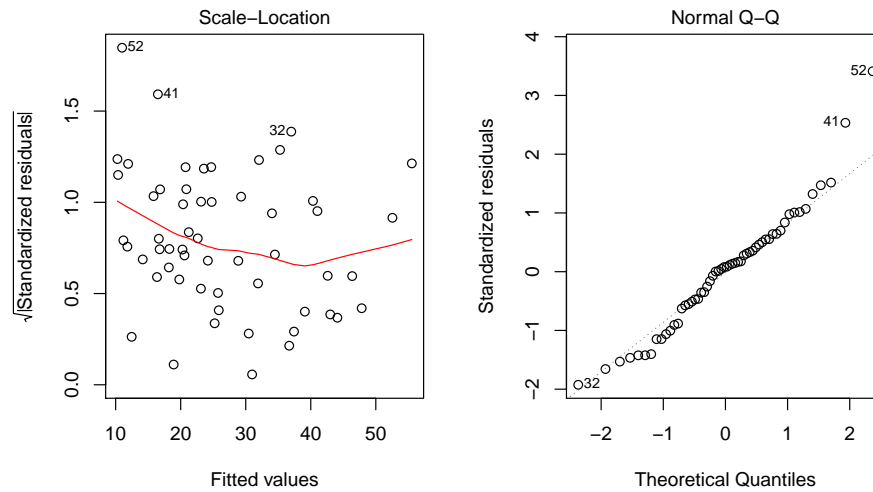 Scale−Location
√|Standardized residuals|
0.0 0.5 1.0 1.5
52
41
32
10 20 30 40 50
Fitted values
Normal Q−Q
Standardized residuals
−2 −1 0 1 2 3 4
52
41
32
−2 −1 0 1 2
Theoretical Quantiles